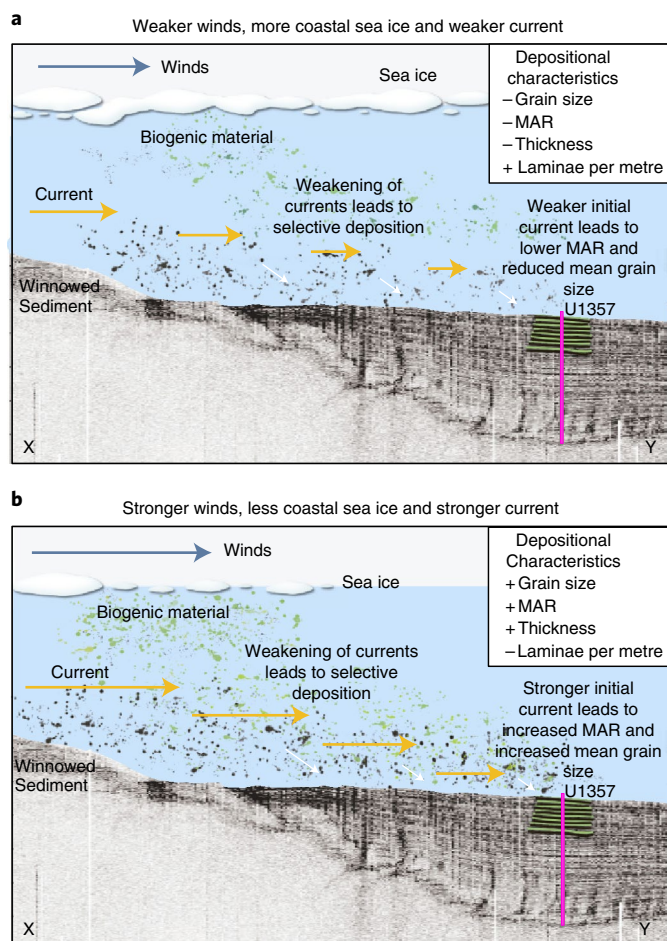 a
Weaker winds, more coastal sea ice and weaker current
Winds
Sea ice
Depositional
characteristics
– Grain size
– MAR
– Thickness
+ Laminae per metre
Biogenic material
Current
Weakening of
currents leads to
selective deposition
Weaker initial
current leads to
lower MAR and
reduced mean grain
size
U1357
Winnowed
Sediment
X
Y
b
Stronger winds, less coastal sea ice and stronger current
Winds
Sea ice
Depositional
Characteristics
+ Grain size
+ MAR
+ Thickness
– Laminae per metre
Biogenic material
Current
Weakening of currents
leads to selective
deposition
Stronger initial
current leads to
increased MAR and
increased mean grain
size
U1357
Winnowed
Sediment
X
Y